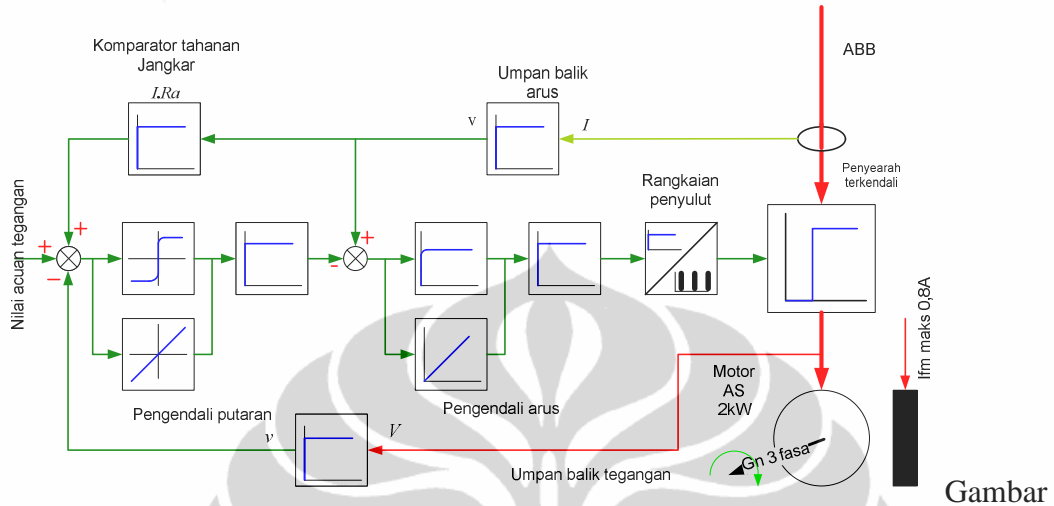 Komparator tahanan
Jangkar
I.Ra
Umpan balik
arus
v
I
ABB
Penyearah
terkendali
Rangkaian
penyulut
Nilai acuan tegangan
+
+
−
-
+
Pengendali putaran
Pengendali arus
v
V
Umpan balik tegangan
Motor
AS
2kW
Gn 3 fasa
Ifm maks 0,8A
Gambar